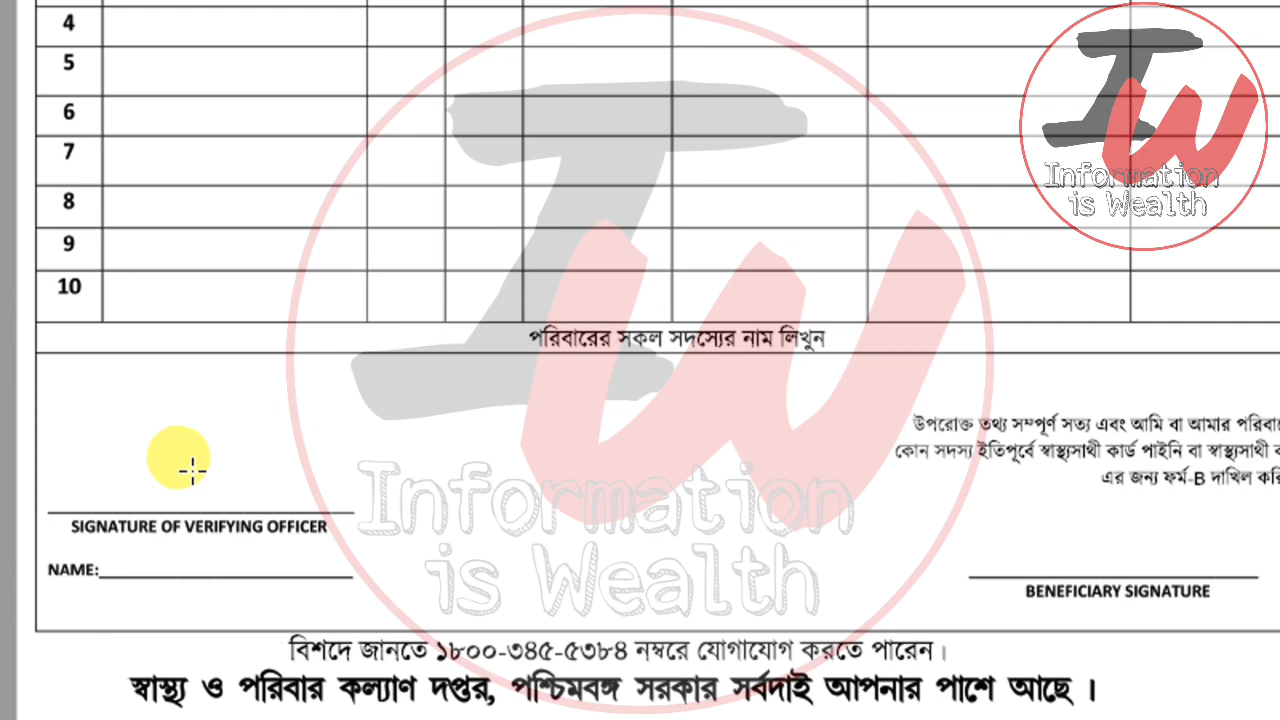 4
5
6
7
8
9
10
Information
is Wealth
পরিবারের সকল সদস্যের নাম লিখুন
উপরোক্ত তথ্য সম্পূর্ণ সত্য এবং আমি বা আমার
কোন সদস্য ইতিপূর্বে স্বাস্থ্যসাথী কার্ড পাইনি বা স্বাস্থ্যসাথী
এর জন্য ফর্ম-B দাখিল
Information
is Wealth
SIGNATURE OF VERIFYING OFFICER
NAME:
BENEFICIARY SIGNATURE
বিশদে জানতে ১৮০০-৩৪৫-৫৩৮৪ নম্বরে যোগাযোগ করতে পারেন।
স্বাস্থ্য ও পরিবার কল্যাণ দপ্তর, পশ্চিমবঙ্গ সরকার সর্বদাই আপনার পাশে আছে ।